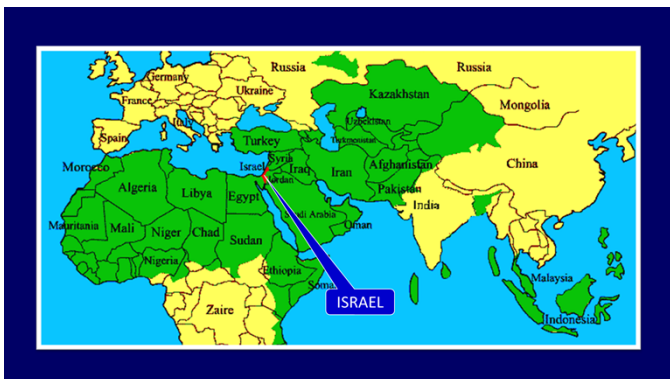 Russia
Russia
Germany
Ukraine
France
Kazakhstan
Mongolia
Italy
Spain
Uzbekistan
Turkey
Turkmenistan
China
Morocco
Israel
Syria
Iraq
Iran
Afghanistan
Jordan
Pakistan
Algeria
Libya
Egypt
India
Saudi Arabia
Mauritania
Mali
Niger
Chad
Oman
Sudan
Nigeria
Ethiopia
Malaysia
Soma
ISRAEL
Zaire
Indonesia